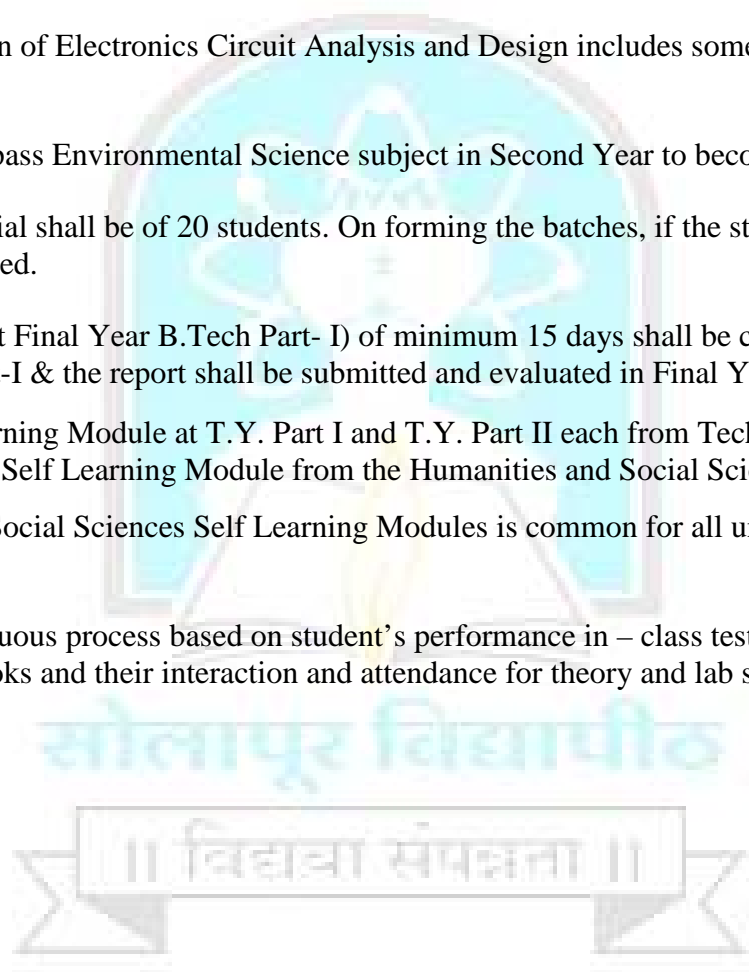 n of Electronics Circuit Analysis and Design includes some
pass Environmental Science subject in Second Year to beco
ial shall be of 20 students. On forming the batches, if the st
ed.
t Final Year B.Tech Part- I) of minimum 15 days shall be c
-I & the report shall be submitted and evaluated in Final Y
rning Module at T.Y. Part I and T.Y. Part II each from Tech
Self Learning Module from the Humanities and Social Scie
Social Sciences Self Learning Modules is common for all un
uous process based on student’s performance in – class test
oks and their interaction and attendance for theory and lab s
सोलापूर विद्यापीठ
|| विद्यया संपन्नता ||